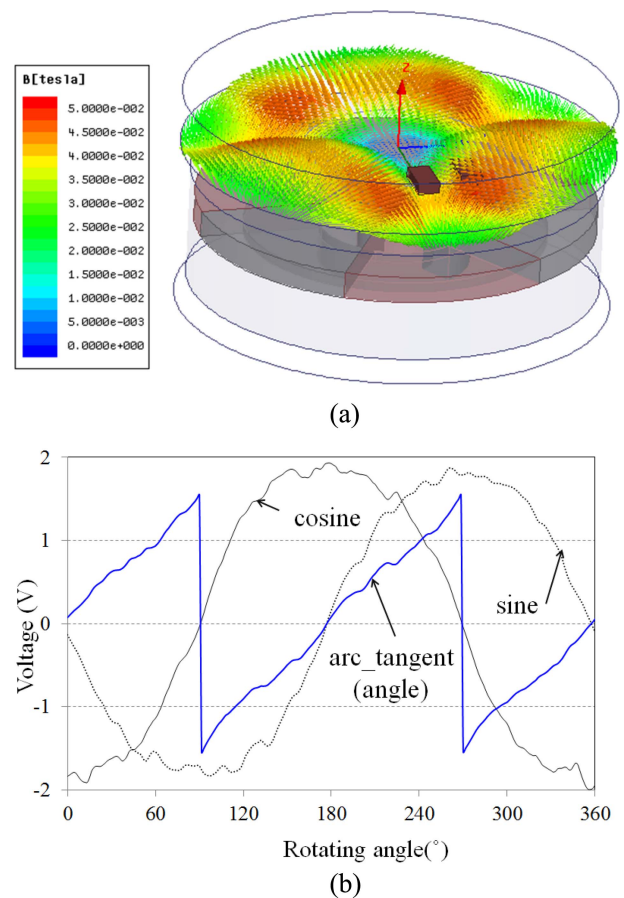 B[tesla]
5.0000e-002
4.5000e-002
4.0000e-002
3.5000e-002
3.0000e-002
2.5000e-002
2.0000e-002
1.5000e-002
1.0000e-002
5.0000e-003
0.0000e+000
Z
(a)
2
1
0
-1
-2
Voltage (V)
cosine
sine
arc_tangent
(angle)
0
60
120
180
240
300
360
Rotating angle(°)
(b)